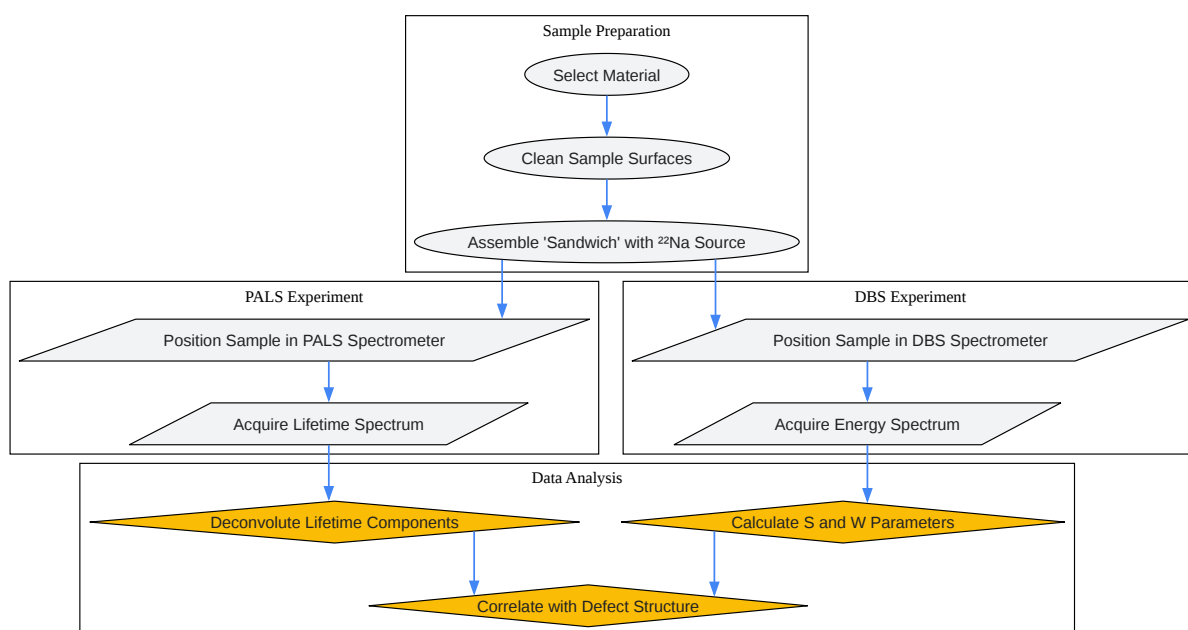 Sample Preparation
Select Material
Clean Sample Surfaces
Assemble 'Sandwich' with ²²Na Source
PALS Experiment
Position Sample in PALS Spectrometer
Acquire Lifetime Spectrum
DBS Experiment
Position Sample in DBS Spectrometer
Acquire Energy Spectrum
Data Analysis
Deconvolute Lifetime Components
Calculate S and W Parameters
Correlate with Defect Structure